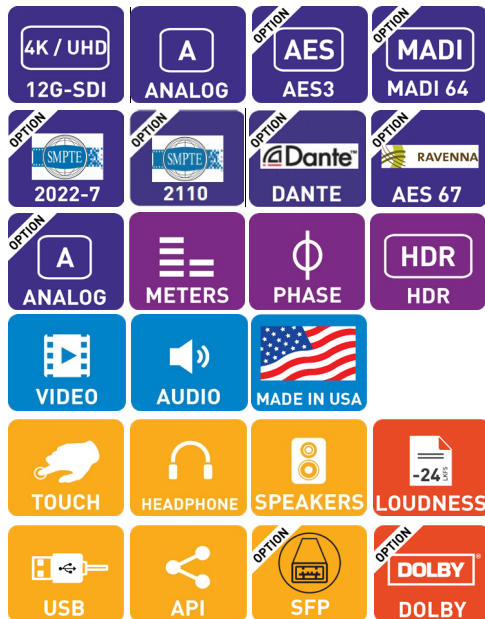 4K / UHD
12G-SDI
A
ANALOG
OPTION
AES
AES3
OPTION
MADI
MADI 64
OPTION
SMPTE
2022-7
OPTION
SMPTE
2110
OPTION
Dante™
DANTE
OPTION
RAVENNA
AES 67
OPTION
A
ANALOG
METERS
PHASE
HDR
HDR
VIDEO
AUDIO
MADE IN USA
TOUCH
HEADPHONE
SPEAKERS
-24 LKFS
LOUDNESS
USB
API
OPTION
SFP
OPTION
DOLBY®
DOLBY